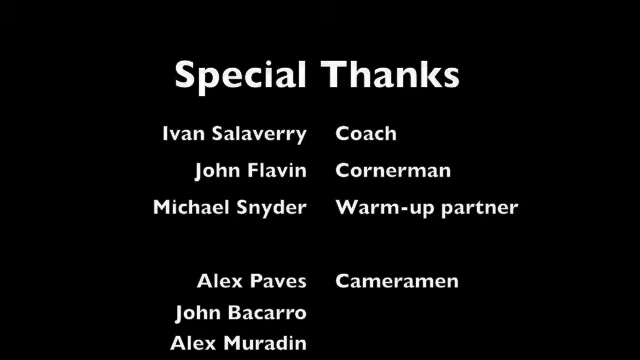 Special Thanks
Ivan Salaverry Coach
John Flavin Cornerman
Michael Snyder Warm-up partner
Alex Paves Cameramen
John Bacarro
Alex Muradin